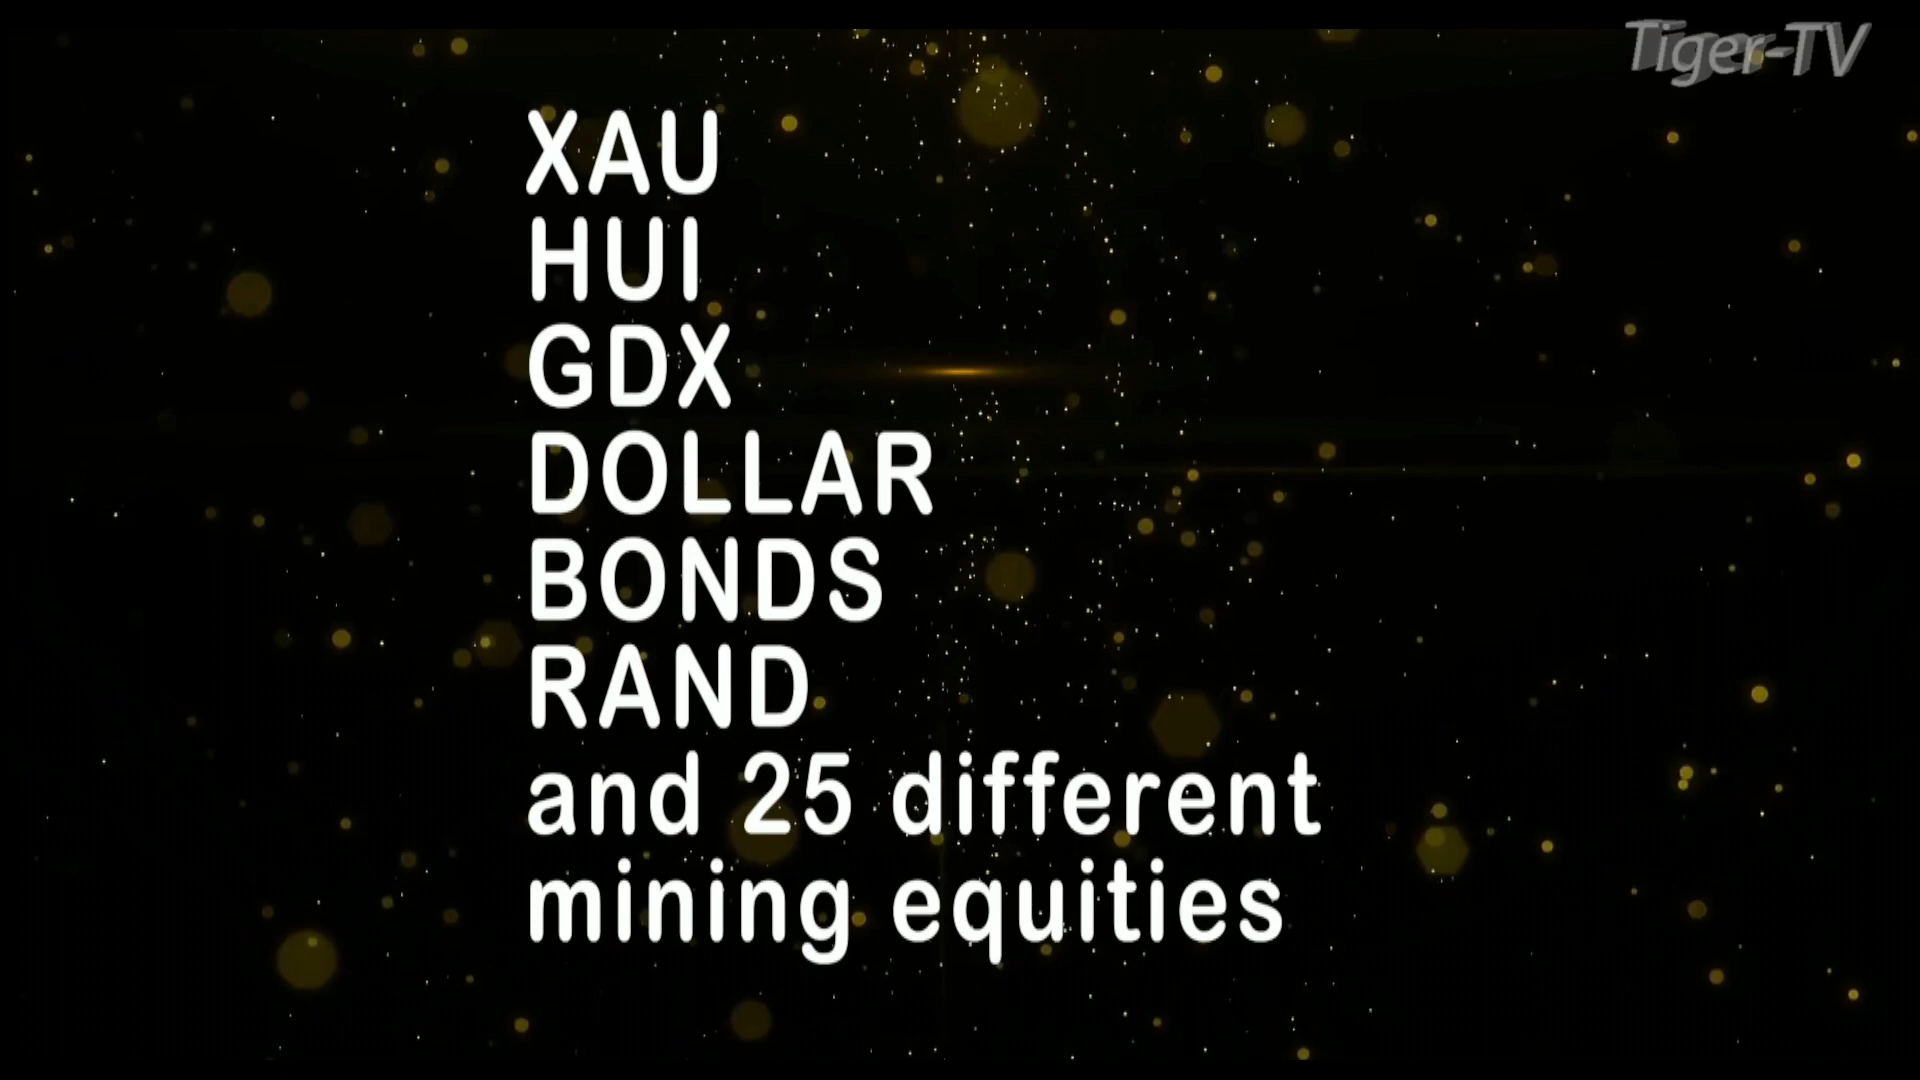 Tiger-TV
XAU
HUI
GDX
DOLLAR
BONDS
RAND
and 25 different
mining equities